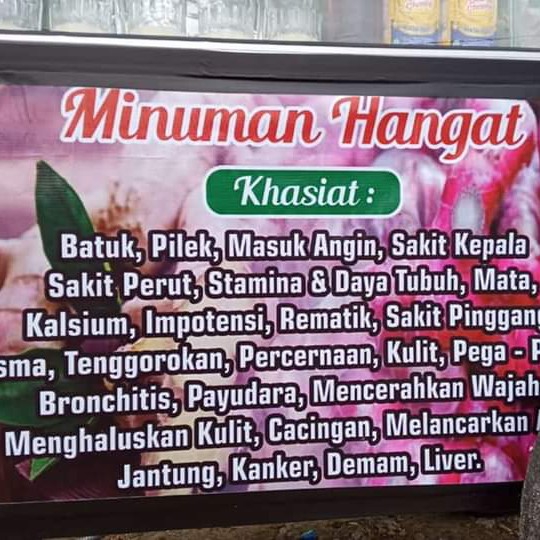 Minuman Hangat
Khasiat :
Batuk, Pilek, Masuk Angin, Sakit Kepala
Sakit Perut, Stamina & Daya Tubuh, Mata,
Kalsium, Impotensi, Rematik, Sakit Pinggang
sma, Tenggorokan, Percernaan, Kulit, Pega - P
Bronchitis, Payudara, Mencerahkan Wajah
Menghaluskan Kulit, Cacingan, Melancarkan
Jantung, Kanker, Demam, Liver.